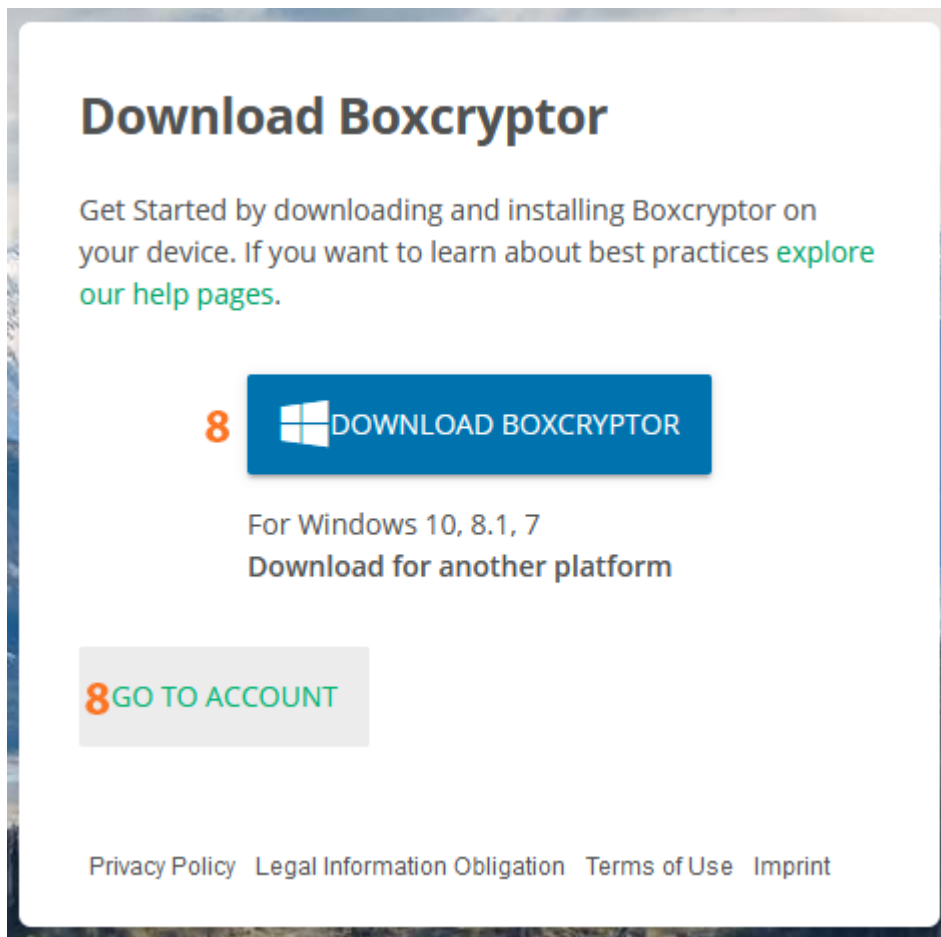 Download Boxcryptor
Get Started by downloading and installing Boxcryptor on
your device. If you want to learn about best practices explore
our help pages.
8 DOWNLOAD BOXCRYPTOR
For Windows 10, 8.1, 7
Download for another platform
8 GO TO ACCOUNT
Privacy Policy Legal Information Obligation Terms of Use Imprint